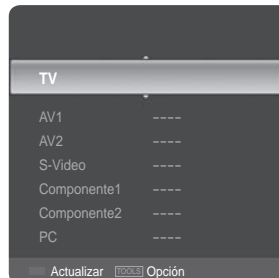 TV
AV1 ----
AV2 ----
S-Video ----
Componente1 ----
Componente2 ----
PC ----
Actualizar TOOLS Opción